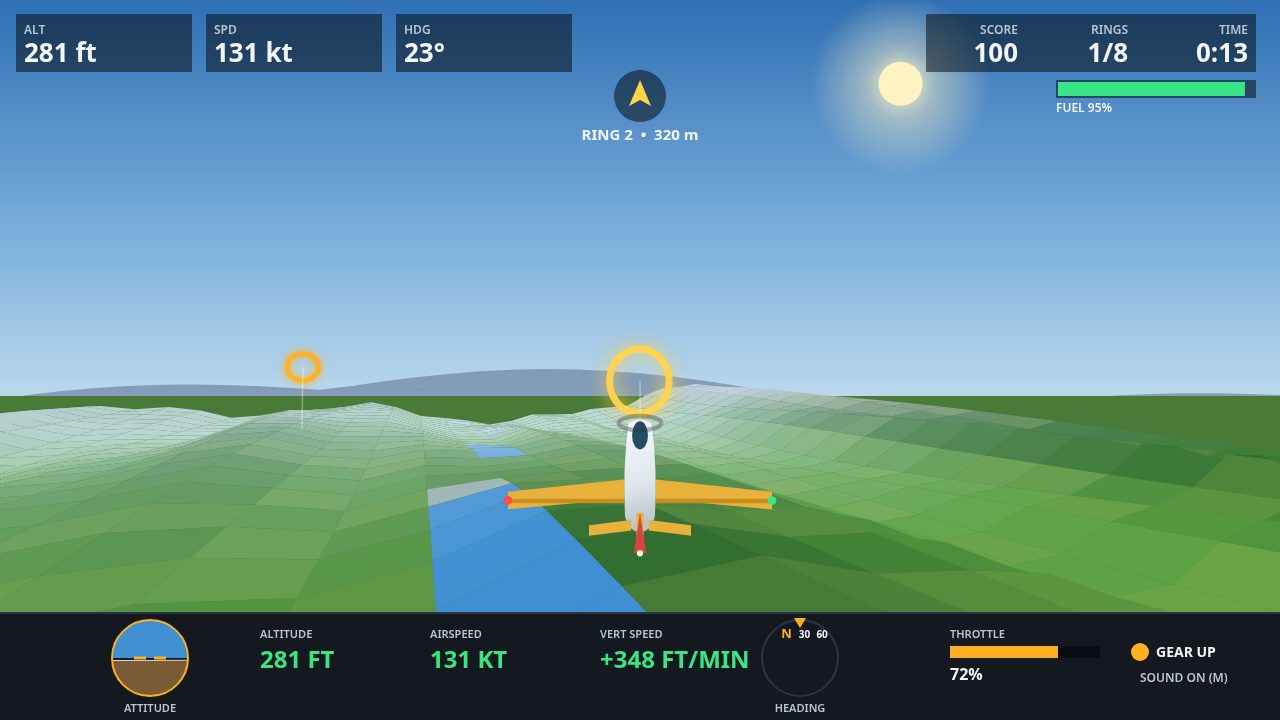 ALT
281 ft
SPD
131 kt
HDG
23°
SCORE
100
RINGS
1/8
TIME
0:13
FUEL 95%
RING 2 • 320 m
ATTITUDE
ALTITUDE
281 FT
AIRSPEED
131 KT
VERT SPEED
+348 FT/MIN
N 30 60
HEADING
THROTTLE
72%
GEAR UP
SOUND ON (M)